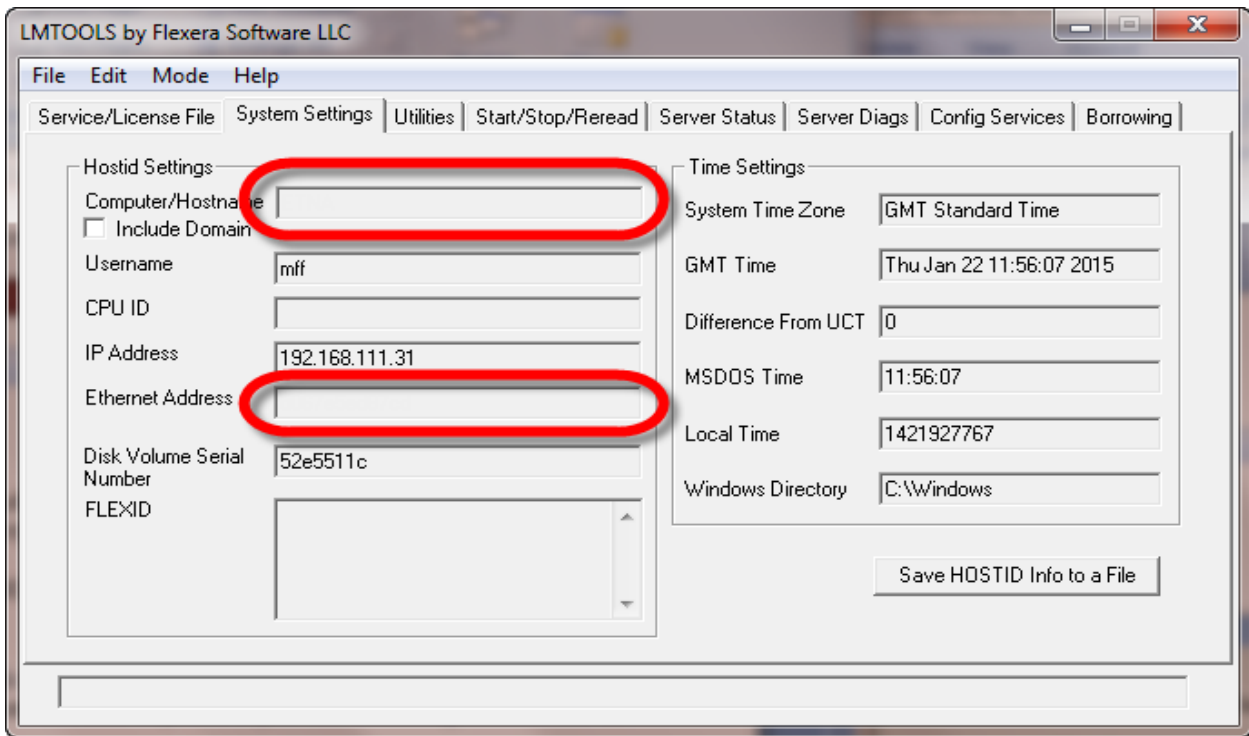 LMTOOLS by Flexera Software LLC
File Edit Mode Help
Service/License File System Settings Utilities Start/Stop/Reread Server Status Server Diags Config Services Borrowing
Hostid Settings
Computer/Hostname
Include Domain
Username mff
CPU ID
IP Address 192.168.111.31
Ethernet Address
Disk Volume Serial
Number
52e5511c
FLEXID
Time Settings
System Time Zone GMT Standard Time
GMT Time Thu Jan 22 11:56:07 2015
Difference From UCT 0
MSDOS Time 11:56:07
Local Time 1421927767
Windows Directory C:\Windows
Save HOSTID Info to a File